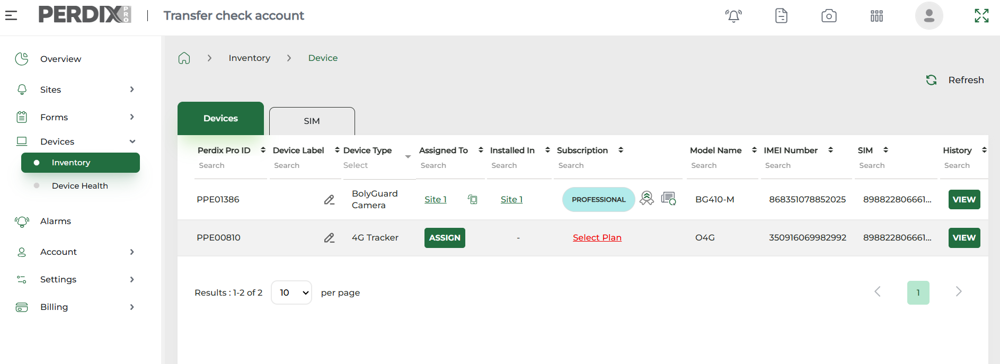 PERDIX PRO
Transfer check account
Overview
Sites
Forms
Devices
Inventory
Device Health
Alarms
Account
Settings
Billing
Inventory
Device
Refresh
Devices
SIM
Perdix Pro ID Device Label Device Type Assigned To Installed In Subscription Model Name IMEI Number SIM History
Search Search Select Search Search Search Search Search Search Search
PPE01386 BolyGuard Camera Site 1 Site 1 PROFESSIONAL BG410-M 868351078852025 898822806661... VIEW
PPE00810 4G Tracker ASSIGN - Select Plan O4G 350916069982992 898822806661... VIEW
Results : 1-2 of 2 10 per page 1